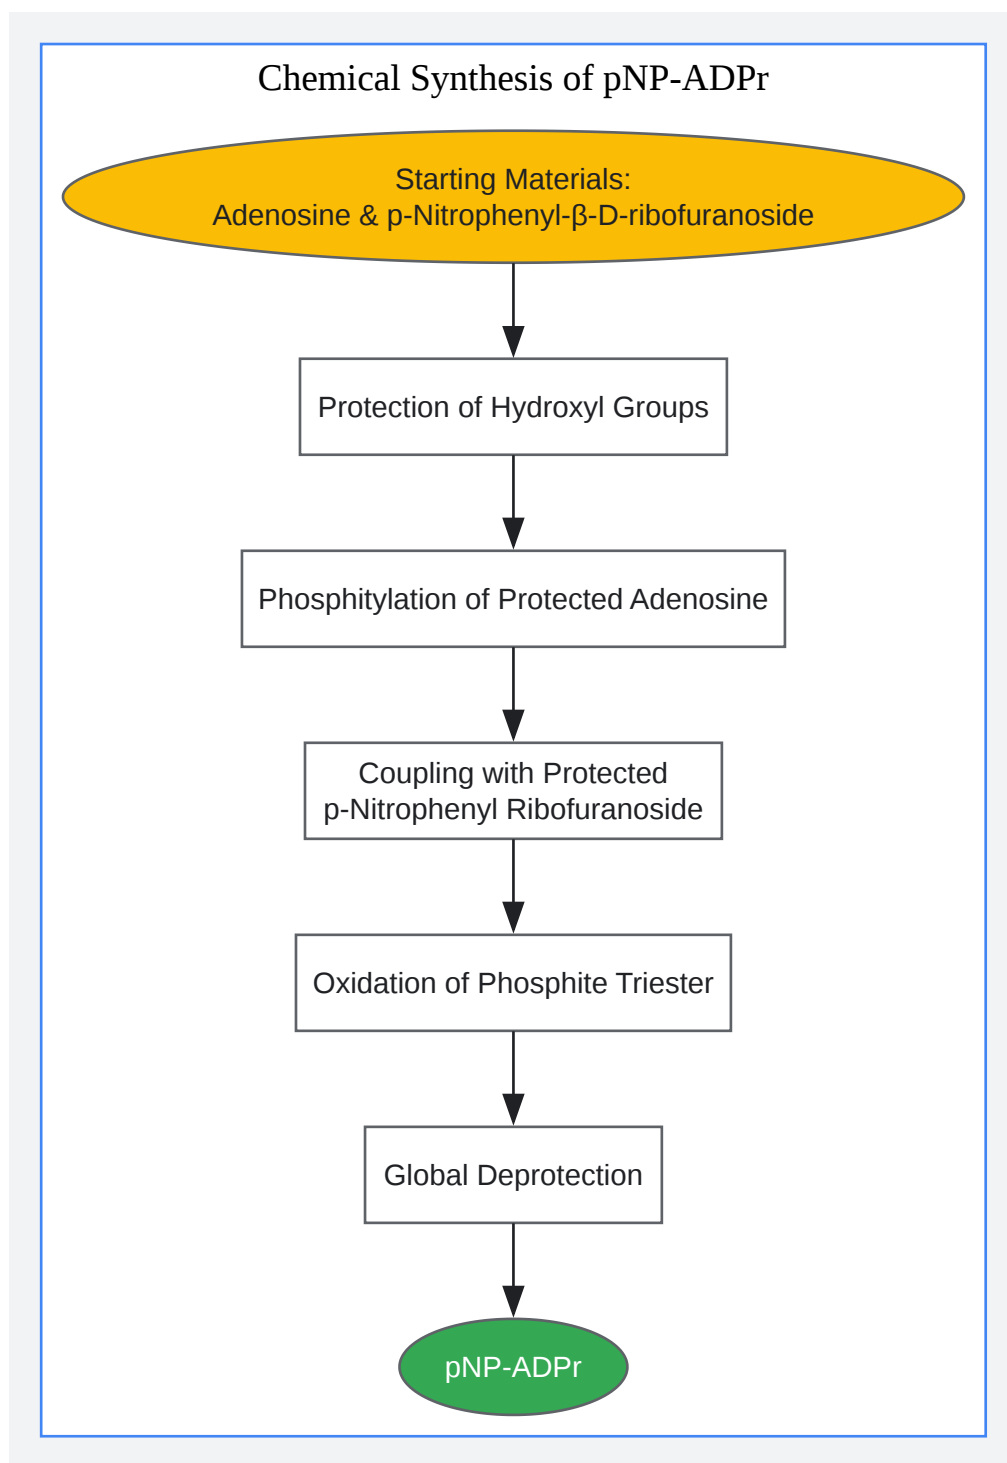 Chemical Synthesis of pNP-ADPr
Starting Materials:
Adenosine & p-Nitrophenyl-β-D-ribofuranoside
Protection of Hydroxyl Groups
Phosphitylation of Protected Adenosine
Coupling with Protected
p-Nitrophenyl Ribofuranoside
Oxidation of Phosphite Triester
Global Deprotection
pNP-ADPr